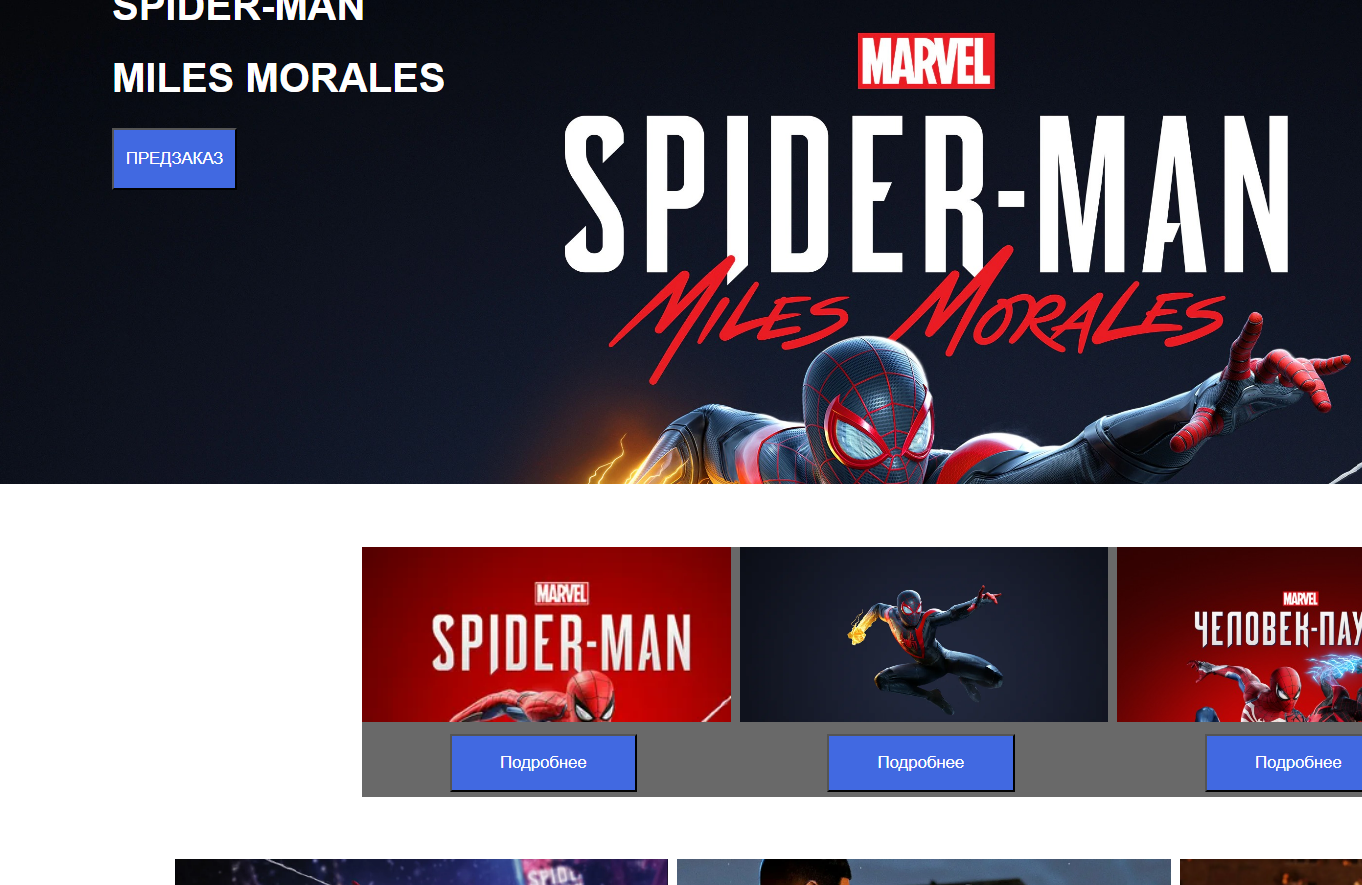 SPIDER-MAN
MILES MORALES
ПРЕДЗАКАЗ
MARVEL
SPIDER-MAN
MILES MORALES
MARVEL
SPIDER-MAN
MARVEL
ЧЕЛОВЕК-ПАУ
Подробнее
Подробнее
Подробнее